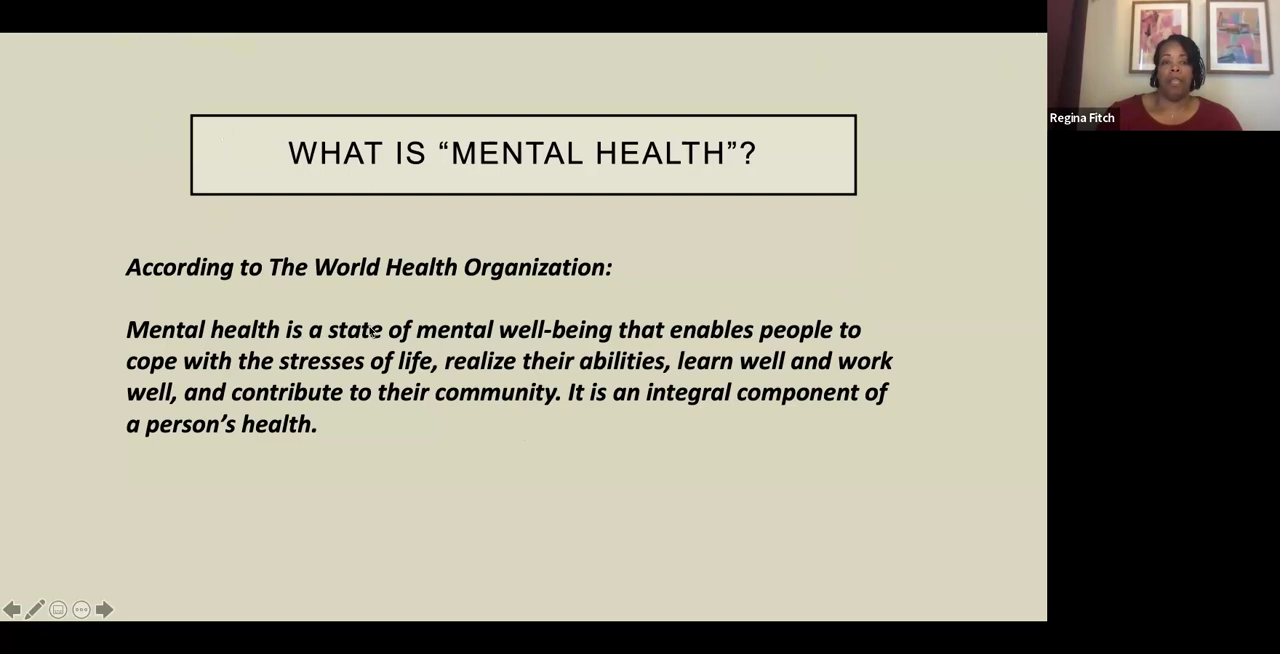 WHAT IS “MENTAL HEALTH”?
Regina Fitch
According to The World Health Organization:
Mental health is a state of mental well-being that enables people to
cope with the stresses of life, realize their abilities, learn well and work
well, and contribute to their community. It is an integral component of
a person’s health.